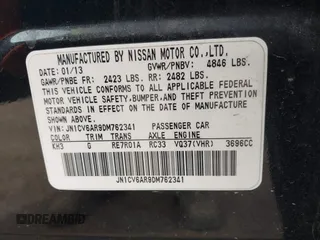 MANUFACTURED BY NISSAN MOTOR CO.,LTD.
DATE: 01/13 GVWR/PNBV: 4846 LBS.
GAWR/PNBE FR: 2423 LBS. RR: 2482 LBS.
THIS VEHICLE CONFORMS TO ALL APPLICABLE FEDERAL
MOTOR VEHICLE SAFETY,BUMPER,AND THEFT PREVENTION
STANDARDS IN EFFECT ON THE DATE OF MANUFACTURE
SHOWN ABOVE.
VIN: JN1CV6AR9DM762341 PASSENGER CAR
COLOR TRIM TRANS AXLE ENGINE
KH3 G RE7R01A RC33 VQ37(VHR) 3696CC
JN1CV6AR9DM762341
DREAMOID